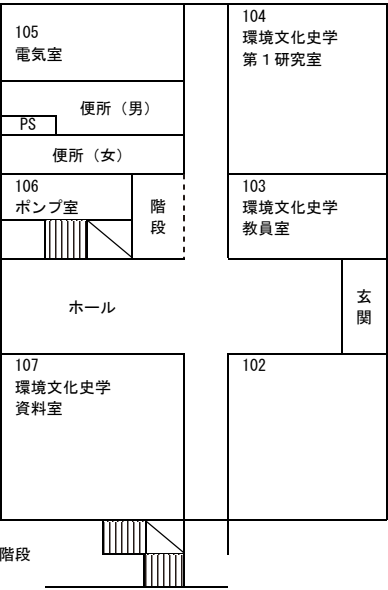 105
電気室
104
環境文化史学
第１研究室
便所（男）
PS
便所（女）
106
ポンプ室
階
段
103
環境文化史学
教員室
ホール
玄
関
107
環境文化史学
資料室
102
階段